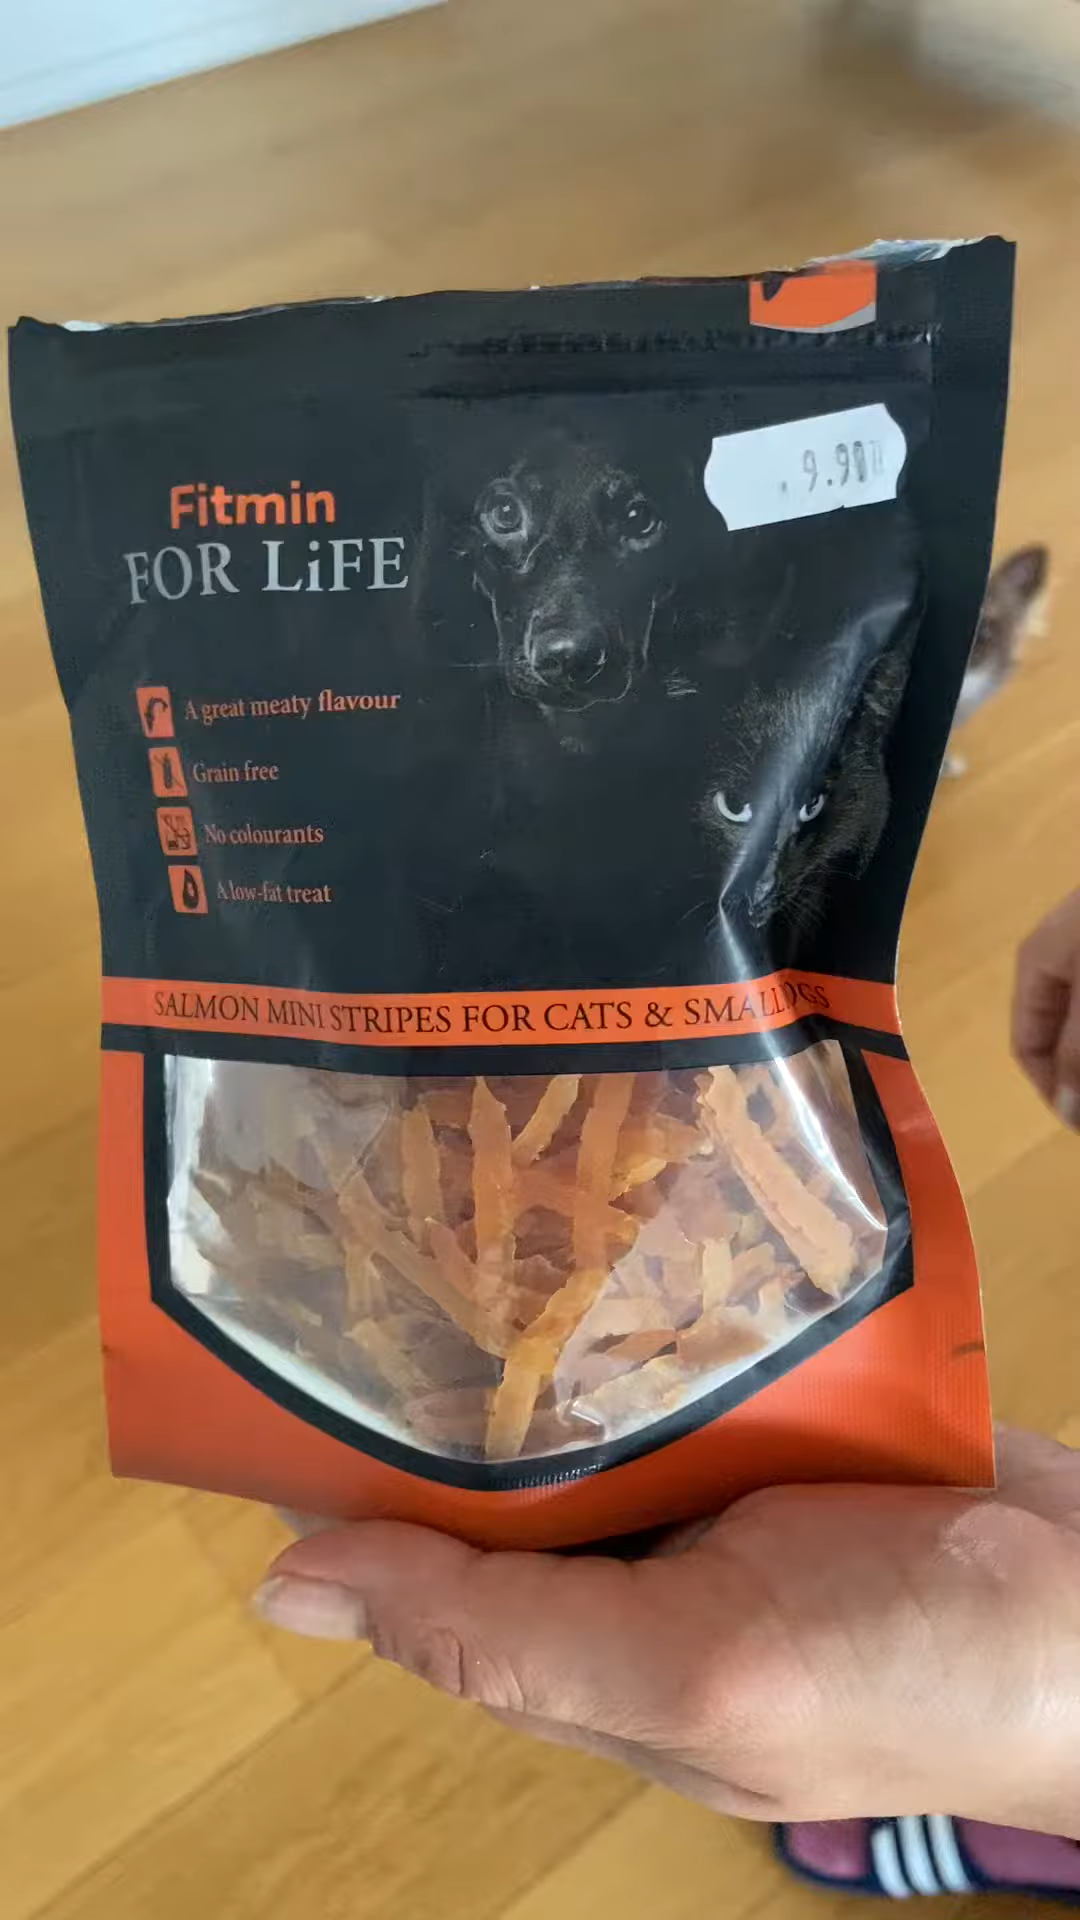 9.90
Fitmin
FOR LiFE
A great meaty flavour
Grain free
No colourants
A low-fat treat
SALMON MINI STRIPES FOR CATS & SMALL